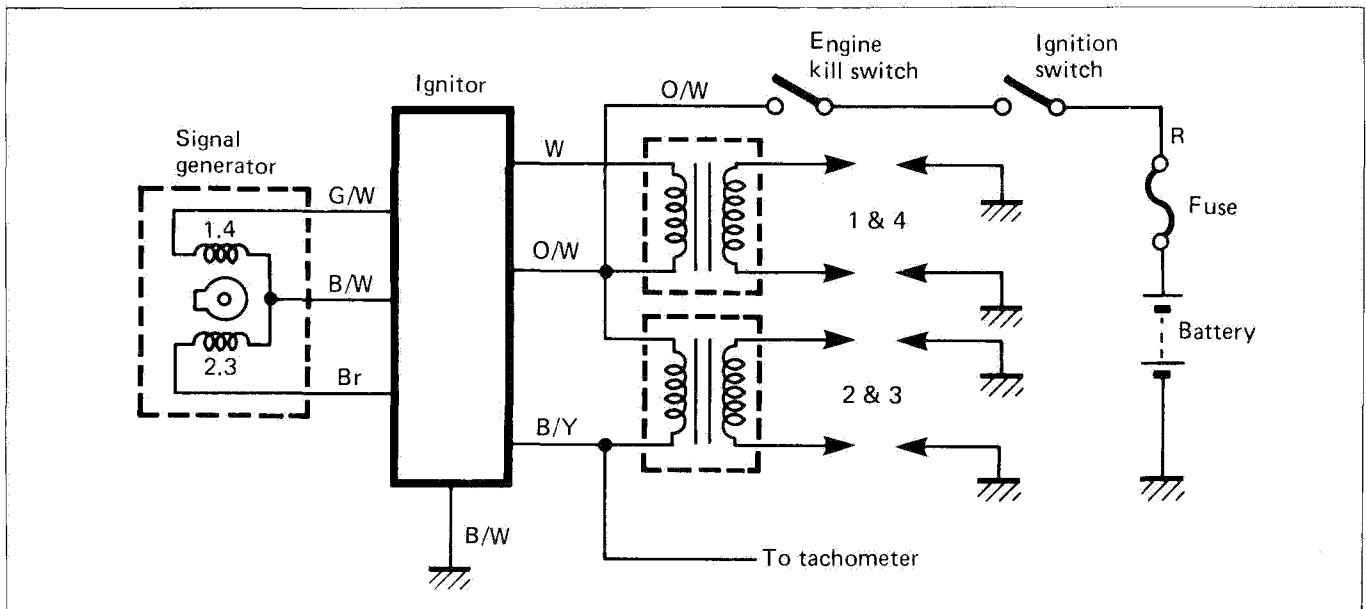 Engine
kill switch
Ignition
switch
Ignitor
O/W
Signal
generator
W
R
G/W
1.4
1 & 4
Fuse
O/W
B/W
2.3
Battery
Br
2 & 3
B/Y
B/W
To tachometer